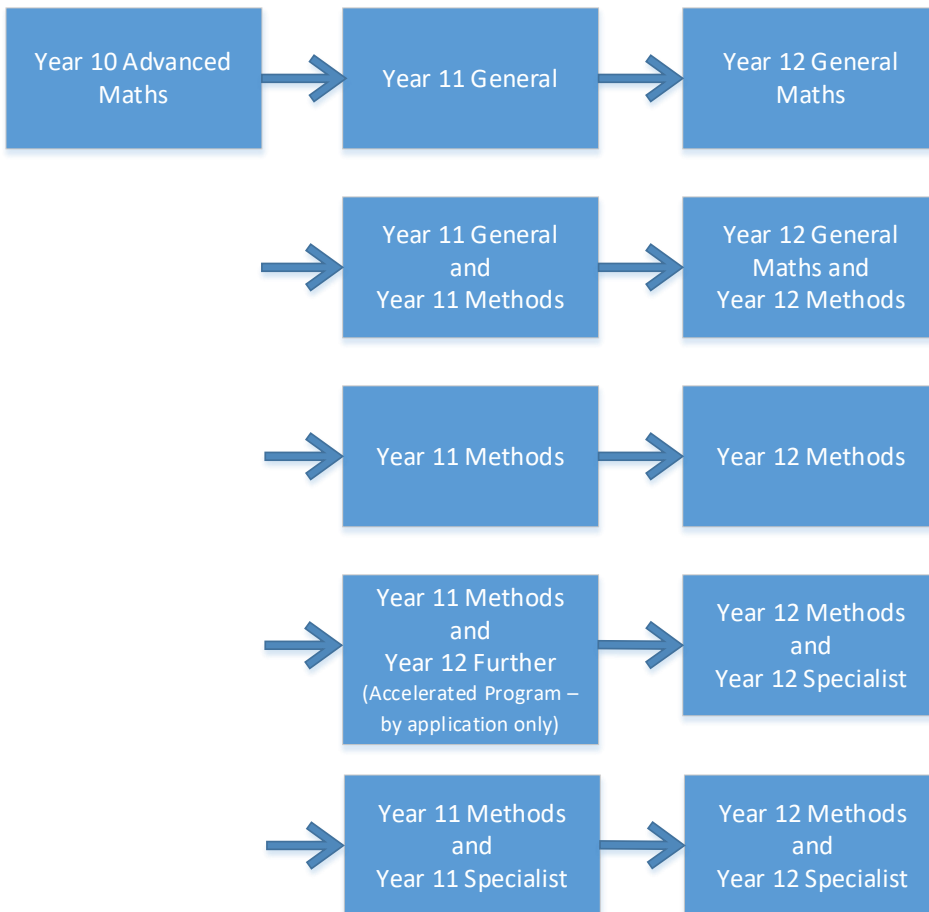 Year 10 Advanced
Maths
Year 11 General
Year 12 General
Maths
Year 11 General
and
Year 11 Methods
Year 12 General
Maths and
Year 12 Methods
Year 11 Methods
Year 12 Methods
Year 11 Methods
and
Year 12 Further
(Accelerated Program –
by application only)
Year 12 Methods
and
Year 12 Specialist
Year 11 Methods
and
Year 11 Specialist
Year 12 Methods
and
Year 12 Specialist